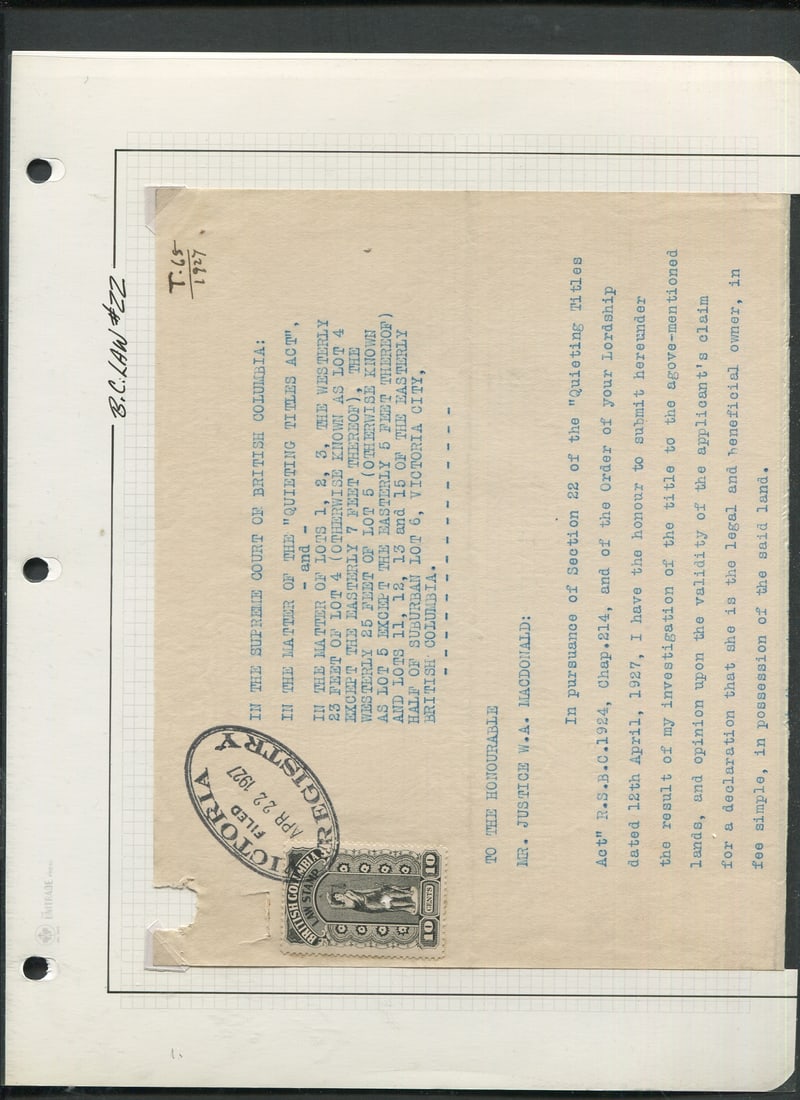 B.C. LAW #22
T.65
1927
IN THE SUPREME COURT OF BRITISH COLUMBIA:
IN THE MATTER OF THE "QUIETING TITLES ACT",
- and -
IN THE MATTER OF LOTS 1, 2, 3, THE WESTERLY
23 FEET OF LOT 4 (OTHERWISE KNOWN AS LOT 4
EXCEPT THE EASTERLY 7 FEET THEREOF), THE
WESTERLY 25 FEET OF LOT 5 (OTHERWISE KNOWN
AS LOT 5 EXCEPT THE EASTERLY 5 FEET THEREOF)
AND LOTS 11, 12, 13 and 15 OF THE EASTERLY
HALF OF SUBURBAN LOT 6, VICTORIA CITY,
BRITISH COLUMBIA.
- - - - - - - - - - - - - - - - -
VICTORIA
FILED
APR 22 1927
REGISTRY
BRITISH COLUMBIA
LAW STAMP
10 CENTS 10
TO THE HONOURABLE
MR. JUSTICE W.A. MACDONALD:
In pursuance of Section 22 of the "Quieting Titles
Act" R.S.B.C.1924, Chap.214, and of the Order of your Lordship
dated 12th April, 1927, I have the honour to submit hereunder
the result of my investigation of the title to the agove-mentioned
lands, and opinion upon the validity of the applicant's claim
for a declaration that she is the legal and beneficial owner, in
fee simple, in possession of the said land.
UNITRADE